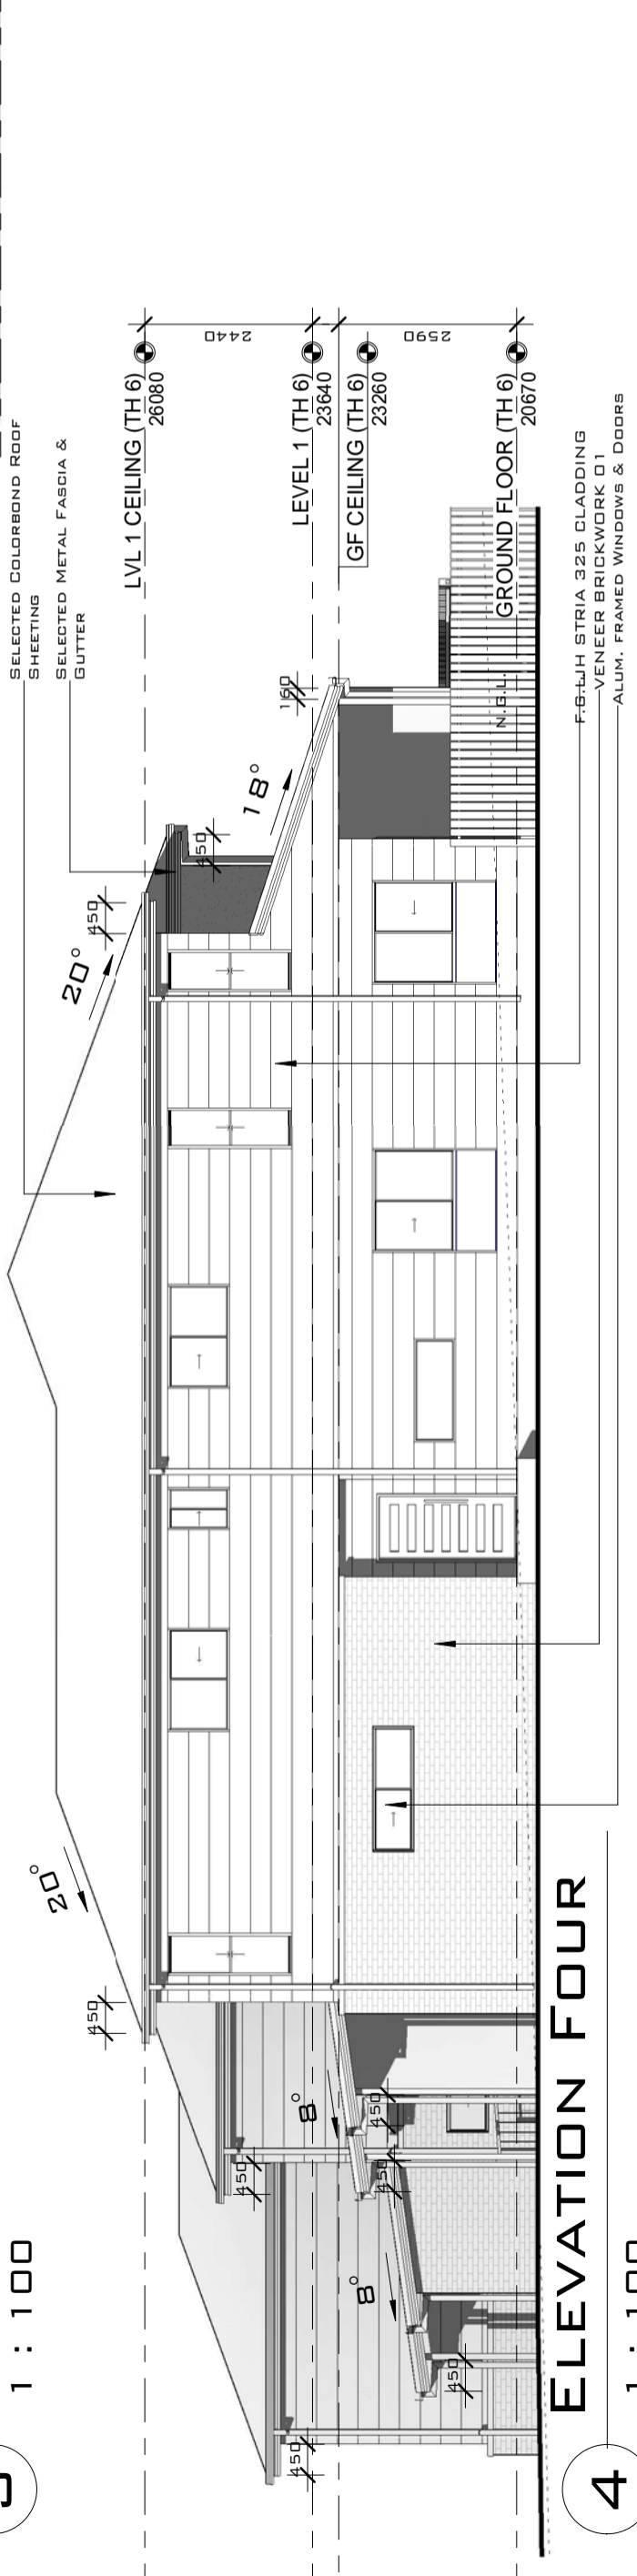 SELECTED COLORBOND ROOF
SHEETING
SELECTED METAL FASCIA &
GUTTER
LVL 1 CEILING (TH 6)
26080
LEVEL 1 (TH 6)
23640
GF CEILING (TH 6)
23260
GROUND FLOOR (TH 6)
20670
2440
2590
F.G.L
JH STRIA 325 CLADDING
VENEER BRICKWORK 01
ALUM. FRAMED WINDOWS & DOORS
N.G.L.
160
18°
450
450
20°
20°
450
450
450
450
8°
8°
450
450
1 : 100
4
ELEVATION FOUR
1 : 100